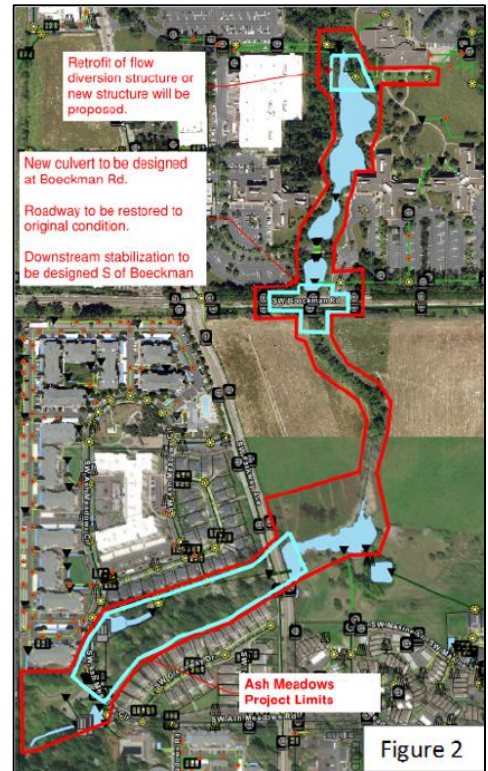 Retrofit of flow
diversion structure or
new structure will be
proposed.
New culvert to be designed
at Boeckman Rd.
Roadway to be restored to
original condition.
Downstream stabilization to
be designed S of Boeckman
SW Boeckman Rd
Ash Meadows
Project Limits
SW Ash Meadows Rd
Figure 2